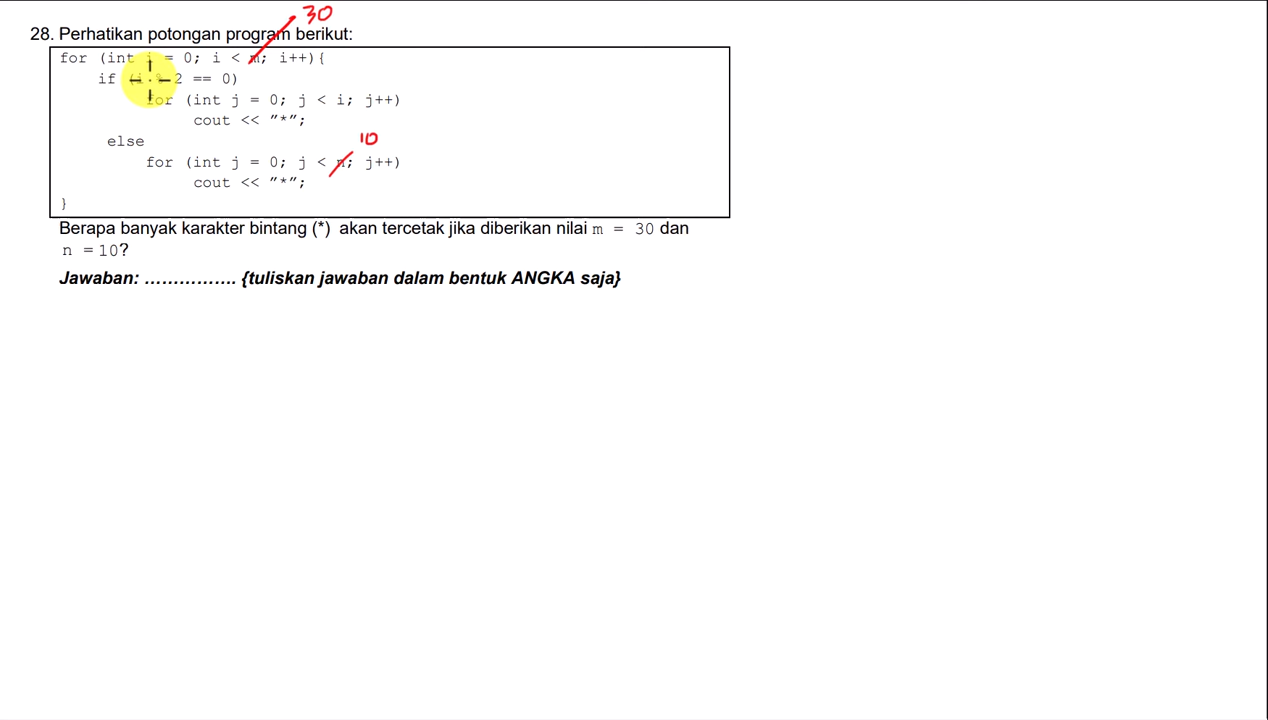 30
28. Perhatikan potongan program berikut:
for (int i = 0; i < m; i++){
if (i % 2 == 0)
for (int j = 0; j < i; j++)
cout << "*";
else
10
for (int j = 0; j < n; j++)
cout << "*";
}
Berapa banyak karakter bintang (*) akan tercetak jika diberikan nilai m = 30 dan
n = 10?
Jawaban: ……………. {tuliskan jawaban dalam bentuk ANGKA saja}